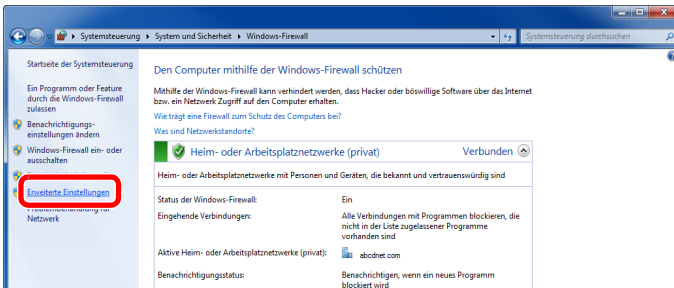 Systemsteuerung ▸ System und Sicherheit ▸ Windows-Firewall
Systemsteuerung durchsuchen
Startseite der Systemsteuerung
Ein Programm oder Feature
durch die Windows-Firewall
zulassen
Benachrichtigungs-
einstellungen ändern
Windows-Firewall ein- oder
ausschalten
Erweiterte Einstellungen
Problembehandlung für
Netzwerk
Den Computer mithilfe der Windows-Firewall schützen
Mithilfe der Windows-Firewall kann verhindert werden, dass Hacker oder böswillige Software über das Internet
bzw. ein Netzwerk Zugriff auf den Computer erhalten.
Wie trägt eine Firewall zum Schutz des Computers bei?
Was sind Netzwerkstandorte?
Heim- oder Arbeitsplatznetzwerke (privat) Verbunden
Heim- oder Arbeitsplatznetzwerke mit Personen und Geräten, die bekannt und vertrauenswürdig sind
Status der Windows-Firewall: Ein
Eingehende Verbindungen: Alle Verbindungen mit Programmen blockieren, die
nicht in der Liste zugelassener Programme
vorhanden sind
Aktive Heim- oder Arbeitsplatznetzwerke (privat): abcdnet.com
Benachrichtigungsstatus: Benachrichtigen, wenn ein neues Programm
blockiert wird